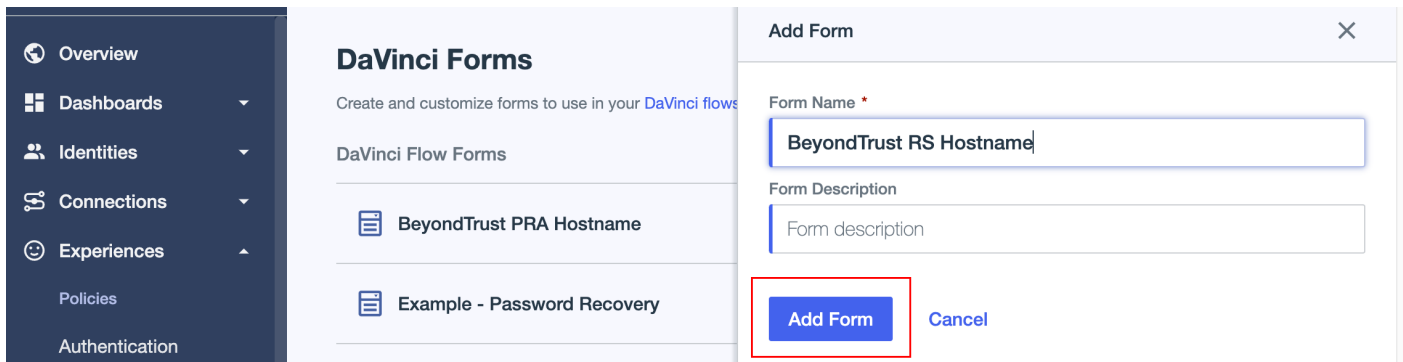 Overview
Dashboards
Identities
Connections
Experiences
Policies
Authentication
DaVinci Forms
Create and customize forms to use in your DaVinci flows
DaVinci Flow Forms
BeyondTrust PRA Hostname
Example - Password Recovery
Add Form
Form Name *
BeyondTrust RS Hostname
Form Description
Form description
Add Form
Cancel